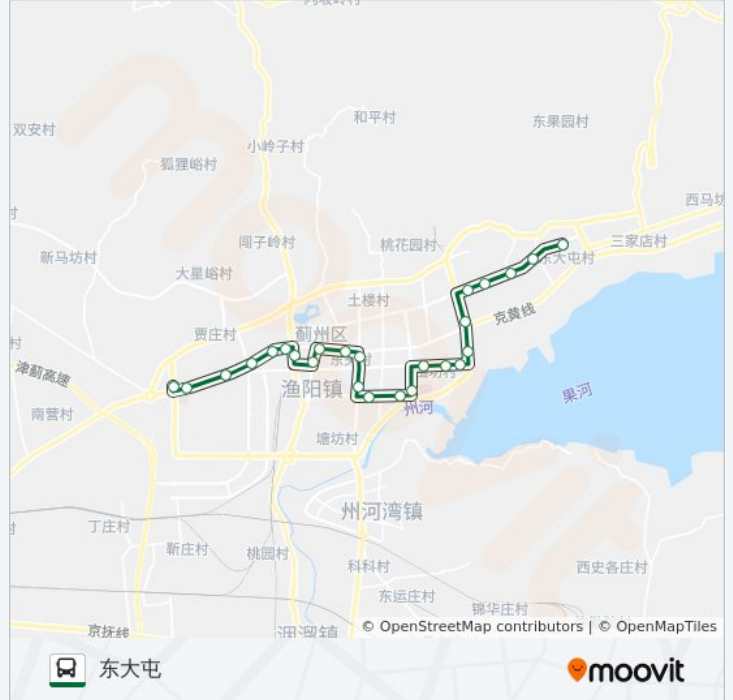 双安村
和平村
东果园村
小岭子村
狐狸峪村
西马坊
闯子岭村
桃花园村
三家店村
新马坊村
大星峪村
东大屯村
土楼村
克黄线
贾庄村
蓟州区
村
津蓟高速
渔阳镇
果河
南营村
州河
塘坊村
州河湾镇
丁庄村
靳庄村
桃园村
科科村
西史各庄村
东运庄村
锦华庄村
京抚线
洇溜镇
© OpenStreetMap contributors | © OpenMapTiles
东大屯
moovit